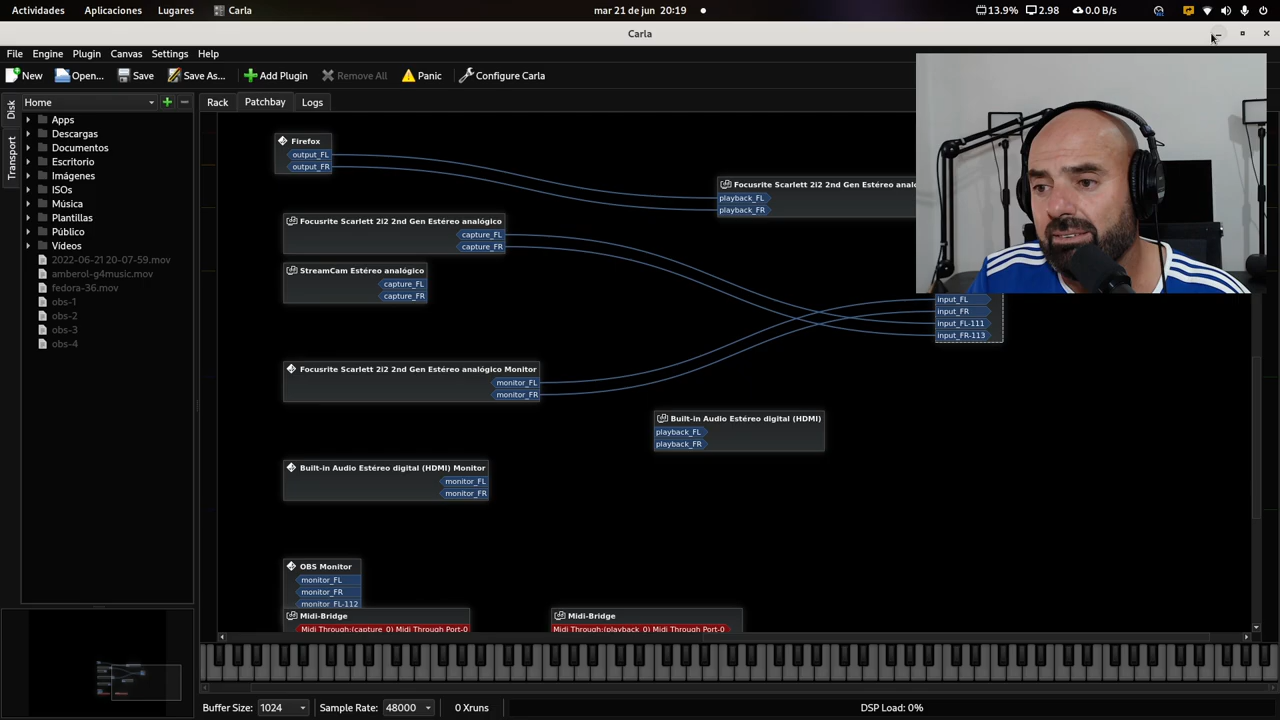 Actividades Aplicaciones Lugares Carla mar 21 de jun 20:19 13.9% 2.98 0.0 B/s
Carla
File Engine Plugin Canvas Settings Help
New Open... Save Save As... Add Plugin Remove All Panic Configure Carla
Disk
Transport
Home
Apps
Descargas
Documentos
Escritorio
Imágenes
ISOs
Música
Plantillas
Público
Vídeos
2022-06-21 20-07-59.mov
amberol-g4music.mov
fedora-36.mov
obs-1
obs-2
obs-3
obs-4
Rack Patchbay Logs
Firefox
output_FL
output_FR
Focusrite Scarlett 2i2 2nd Gen Estéreo analó
playback_FL
playback_FR
Focusrite Scarlett 2i2 2nd Gen Estéreo analógico
capture_FL
capture_FR
StreamCam Estéreo analógico
capture_FL
capture_FR
input_FL
input_FR
input_FL-111
input_FR-113
Focusrite Scarlett 2i2 2nd Gen Estéreo analógico Monitor
monitor_FL
monitor_FR
Built-in Audio Estéreo digital (HDMI)
playback_FL
playback_FR
Built-in Audio Estéreo digital (HDMI) Monitor
monitor_FL
monitor_FR
OBS Monitor
monitor_FL
monitor_FR
monitor_FL-112
Midi-Bridge
Midi Through:(capture_0) Midi Through Port-0
Midi-Bridge
Midi Through:(playback_0) Midi Through Port-0
Buffer Size: 1024 Sample Rate: 48000 0 Xruns DSP Load: 0%